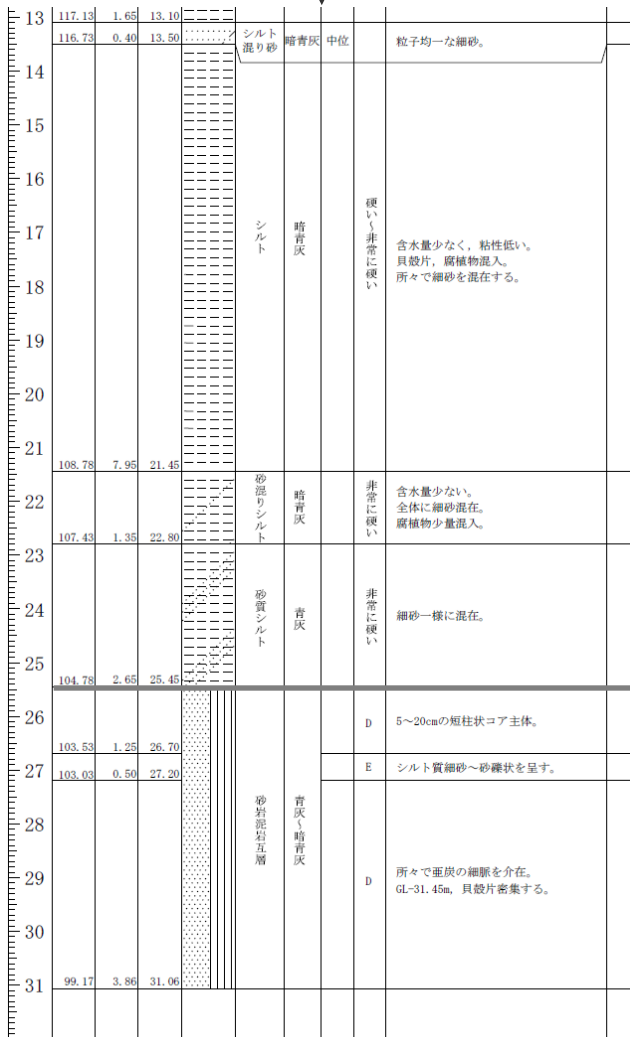 13
117.13 1.65 13.10
116.73 0.40 13.50 シルト混り砂 暗青灰 中位 粒子均一な細砂。
14
15
16
17
18
19
20
21
108.78 7.95 21.45 シルト 暗青灰 硬い～非常に硬い
含水量少なく，粘性低い。
貝殻片，腐植物混入。
所々で細砂を混在する。
22
107.43 1.35 22.80 砂混りシルト 暗青灰 非常に硬い
含水量少ない。
全体に細砂混在。
腐植物少量混入。
23
24
25
104.78 2.65 25.45 砂質シルト 青灰 非常に硬い 細砂一様に混在。
26
103.53 1.25 26.70 D 5～20cmの短柱状コア主体。
27
103.03 0.50 27.20 E シルト質細砂～砂礫状を呈す。
砂岩泥岩互層 青灰～暗青灰
28
29
30
31
99.17 3.86 31.06 D
所々で亜炭の細脈を介在。
GL-31.45m, 貝殻片密集する。